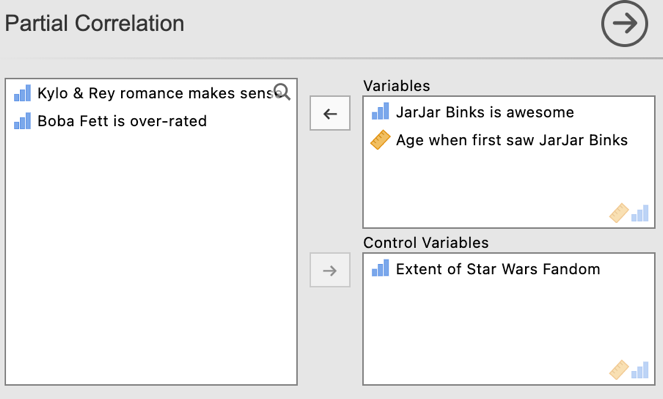 Partial Correlation
Kylo & Rey romance makes sense
Boba Fett is over-rated
Variables
JarJar Binks is awesome
Age when first saw JarJar Binks
Control Variables
Extent of Star Wars Fandom